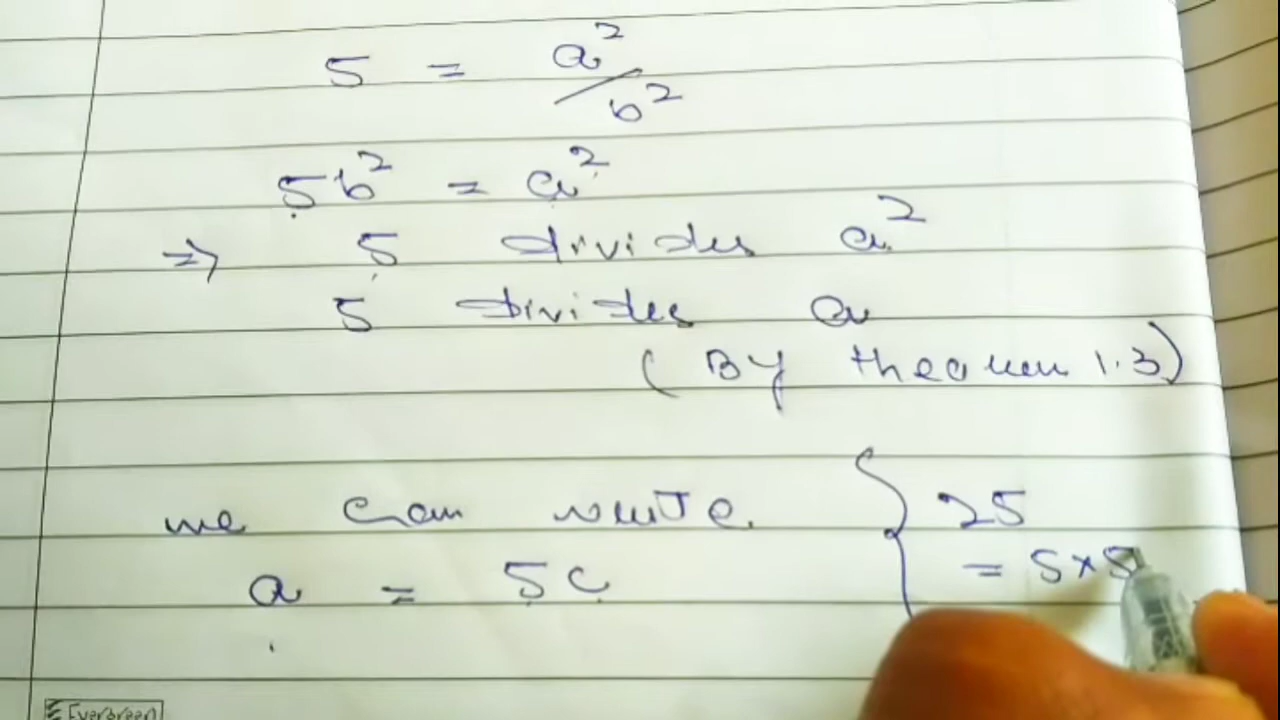 5 = a²/b²
5b² = a²
⇒ 5 divides a²
5 divides a
(By theorem 1.3)
we can write
a = 5c
25
= 5×5
Evergreen